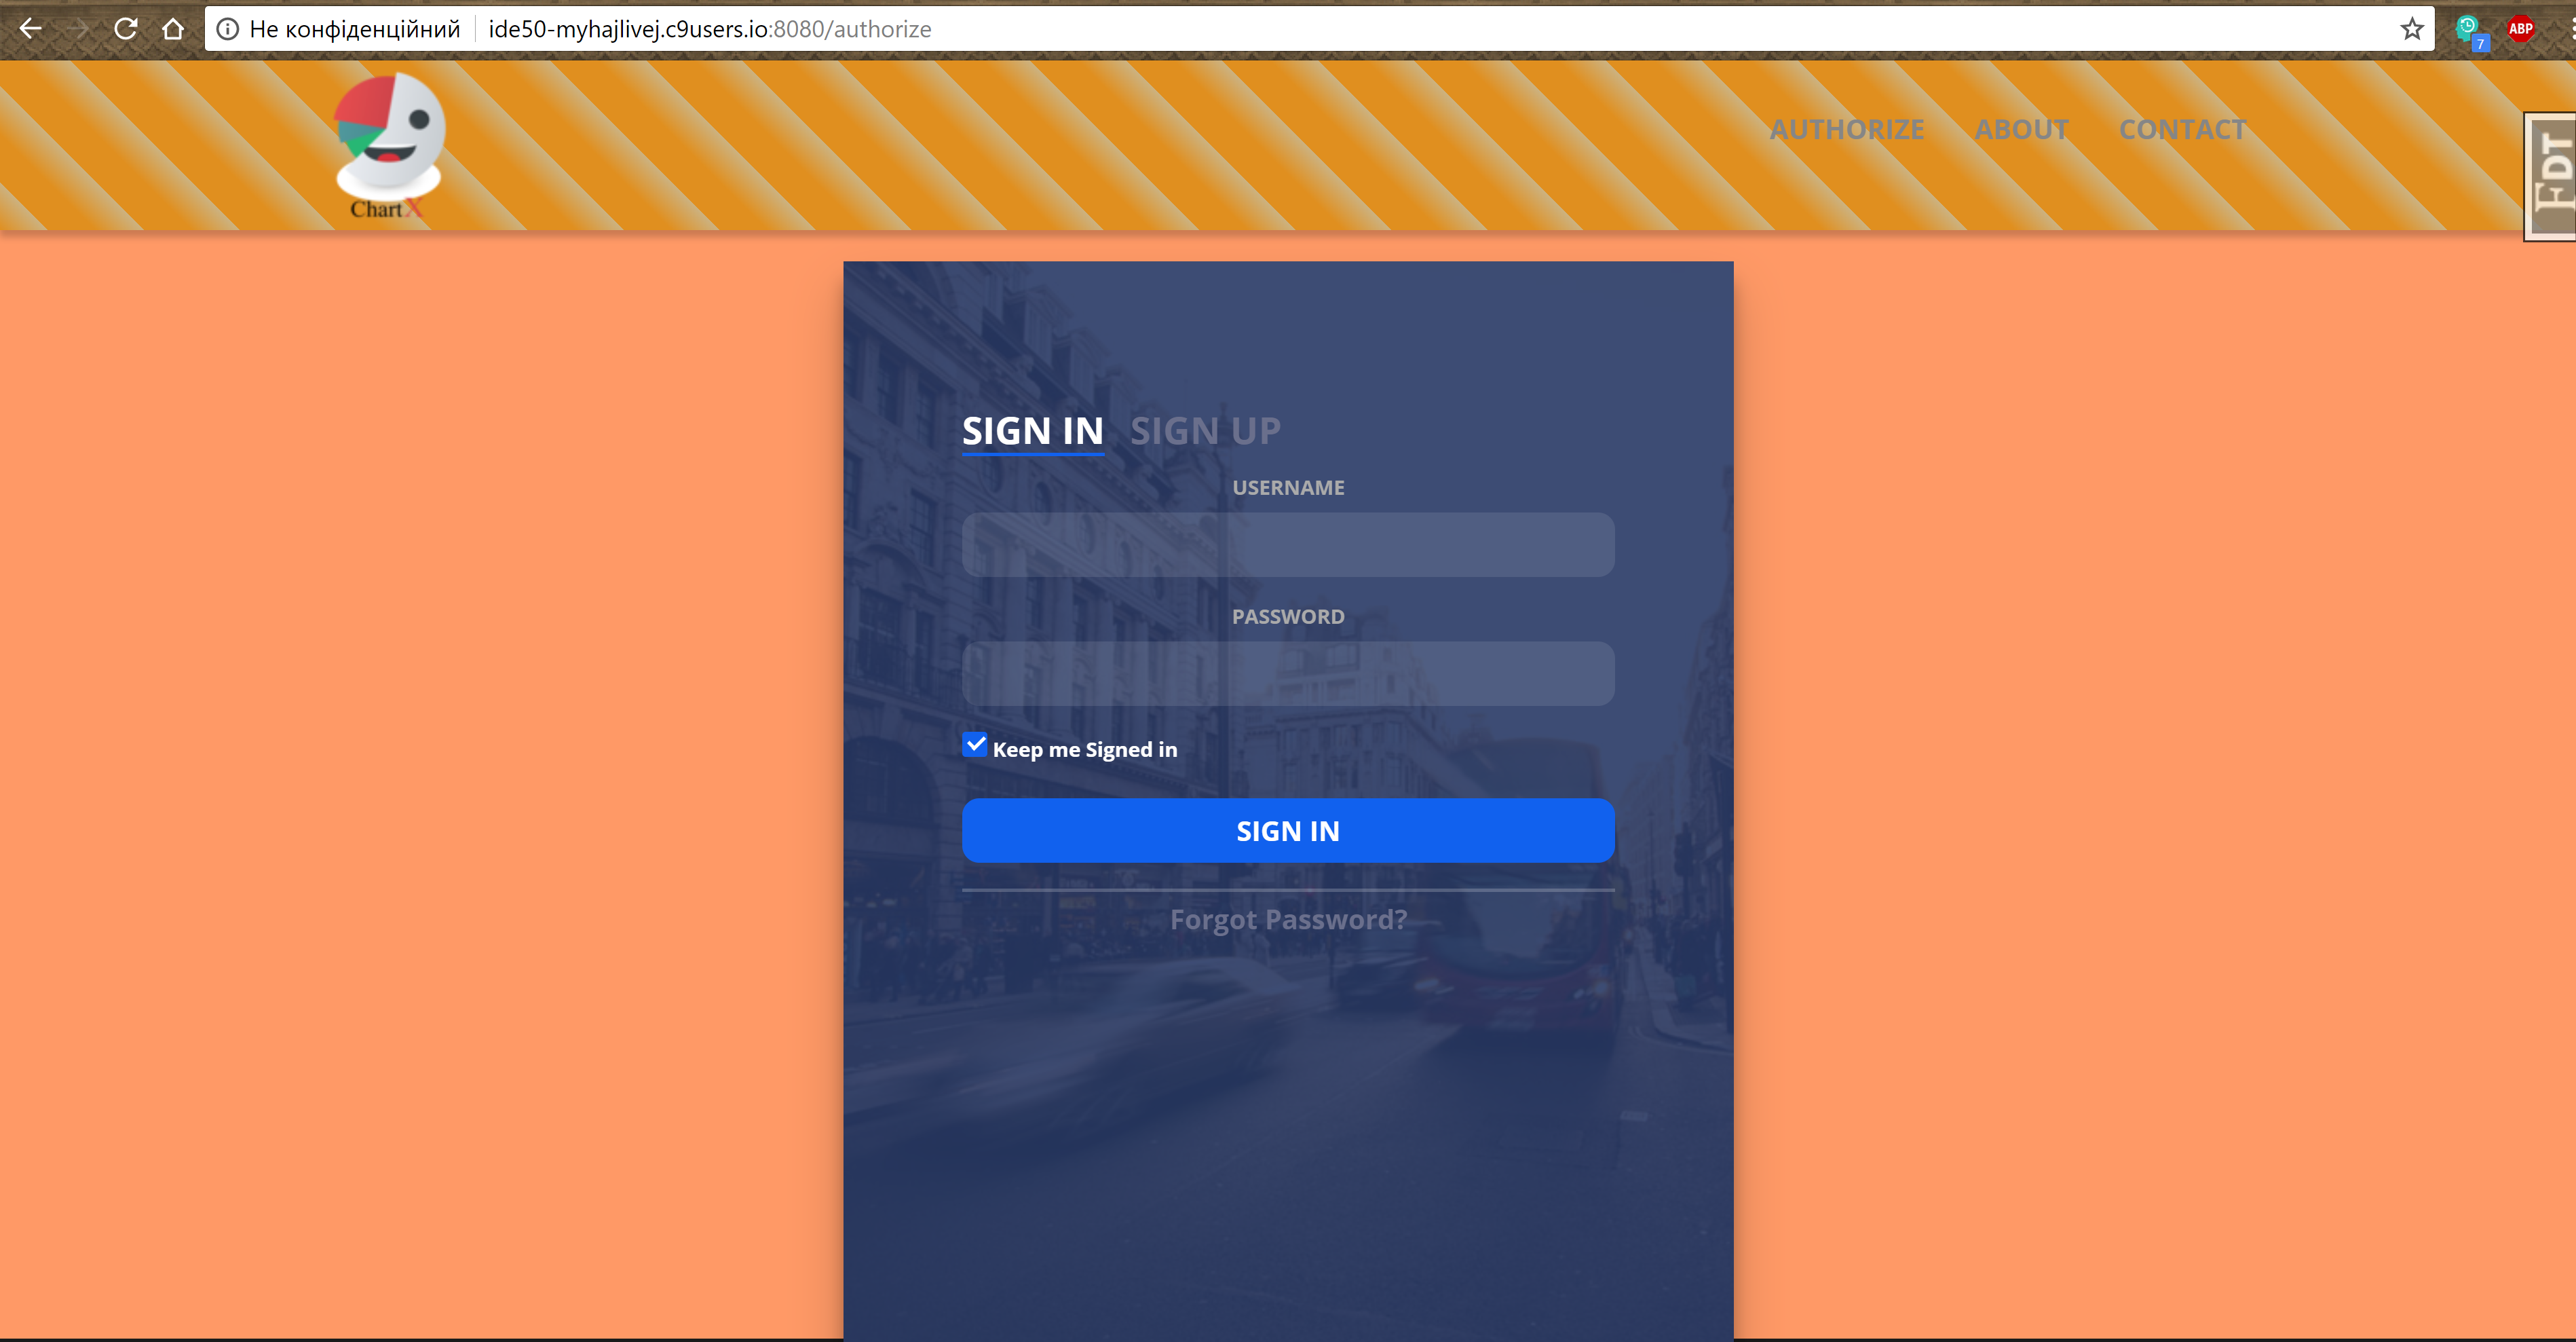 Не конфіденційний ide50-myhajlivej.c9users.io:8080/authorize
7
ABP
ChartX
AUTHORIZE ABOUT CONTACT
EDT
SIGN IN SIGN UP
USERNAME
PASSWORD
Keep me Signed in
SIGN IN
Forgot Password?